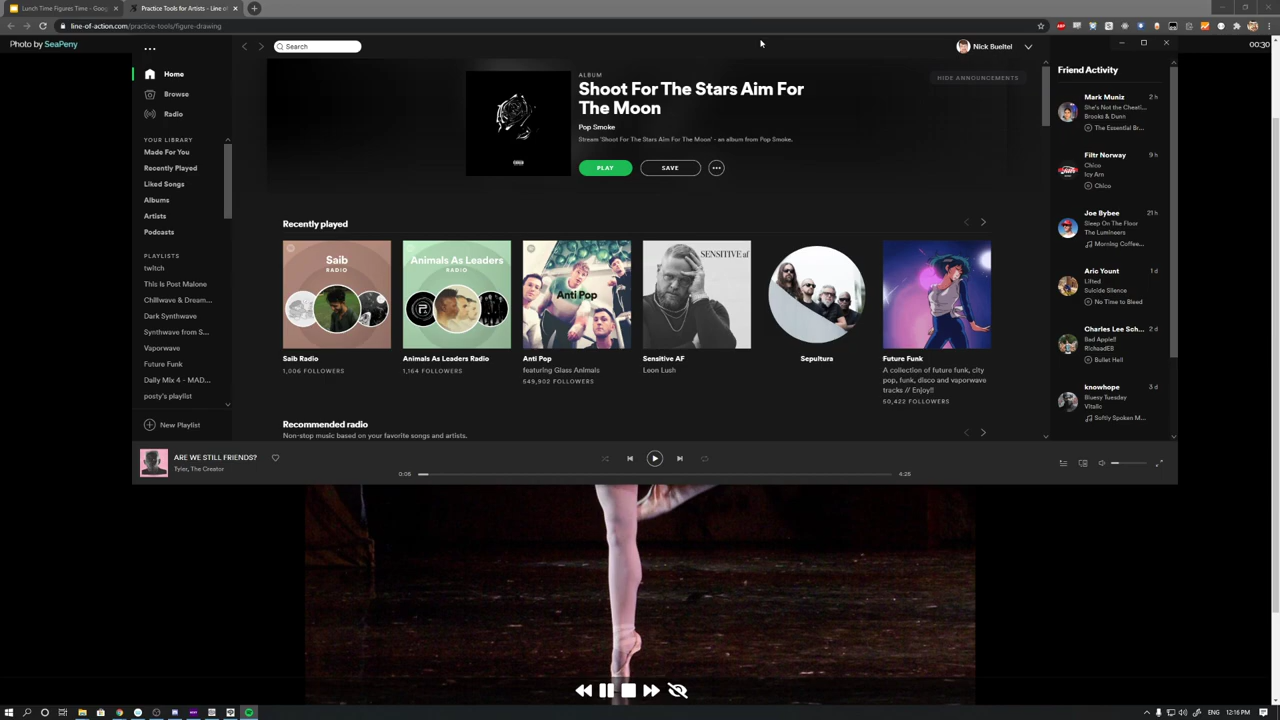 Lunch Time Figures Time - Goog
Practice Tools for Artists - Line of
line-of-action.com/practice-tools/figure-drawing
Photo by SeaPerry
00:30
Search
Nick Bueltel
Home
Browse
Radio
YOUR LIBRARY
Made For You
Recently Played
Liked Songs
Albums
Artists
Podcasts
PLAYLISTS
twitch
This Is Post Malone
Chillwave & Dream...
Dark Synthwave
Synthwave from S...
Vaporwave
Future Funk
Daily Mix 4 - MAD...
posty's playlist
New Playlist
ALBUM
Shoot For The Stars Aim For
The Moon
Pop Smoke
Stream 'Shoot For The Stars Aim For The Moon' - an album from Pop Smoke.
PLAY
SAVE
HIDE ANNOUNCEMENTS
Recently played
Saib
RADIO
Saib Radio
1,006 FOLLOWERS
Animals As Leaders
RADIO
Animals As Leaders Radio
1,164 FOLLOWERS
Anti Pop
Anti Pop
featuring Glass Animals
549,902 FOLLOWERS
SENSITIVE af
Sensitive AF
Leon Lush
Sepultura
Future Funk
A collection of future funk, city
pop, funk, disco and vaporwave
tracks // Enjoy!!
50,422 FOLLOWERS
Recommended radio
Non-stop music based on your favorite songs and artists.
Friend Activity
Mark Muniz 2 h
She's Not the Cheati...
Brooks & Dunn
The Essential Br...
Filtr Norway 9 h
Chico
Icy Arn
Chico
Joe Bybee 21 h
Sleep On The Floor
The Lumineers
Morning Coffee...
Aric Yount 1 d
Lifted
Suicide Silence
No Time to Bleed
Charles Lee Sch... 2 d
Bad Apple!!
RichaadEB
Bullet Hell
knowhope 3 d
Bluesy Tuesday
Vitalic
Softly Spoken M...
ARE WE STILL FRIENDS?
Tyler, The Creator
0:05
4:25
ENG
12:16 PM